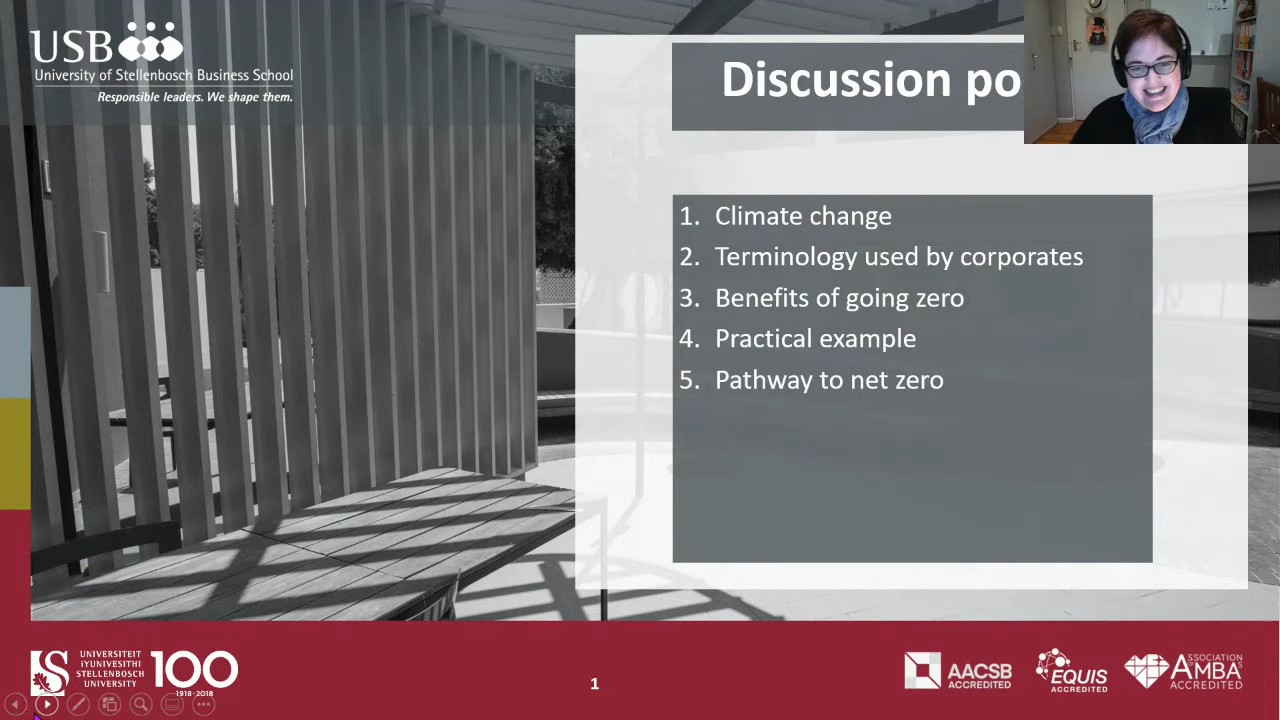 USB
University of Stellenbosch Business School
Responsible leaders. We shape them.
Discussion po
1. Climate change
2. Terminology used by corporates
3. Benefits of going zero
4. Practical example
5. Pathway to net zero
UNIVERSITEIT
iYUNIVESITHI
STELLENBOSCH
UNIVERSITY
100
1918·2018
1
AACSB
ACCREDITED
EQUIS
ACCREDITED
ASSOCIATION
OF
AMBA
ACCREDITED